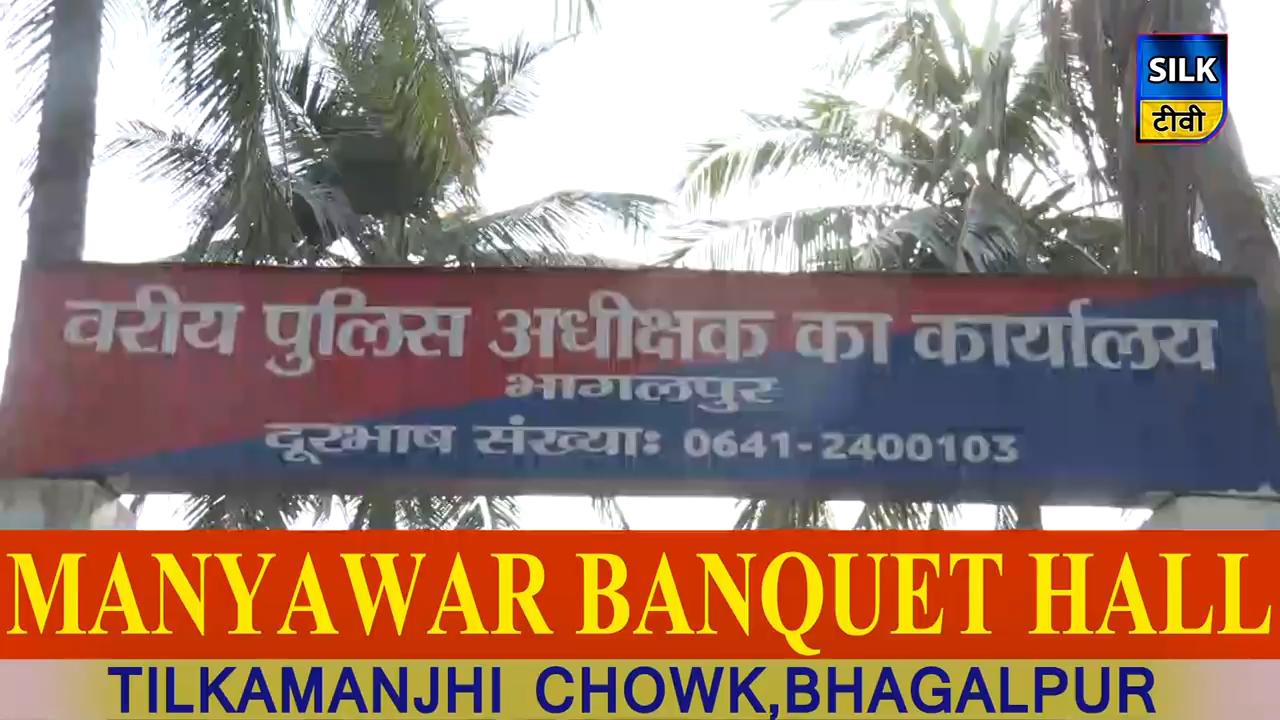 SILK
टीवी
वरीय पुलिस अधीक्षक का कार्यालय
भागलपुर
दूरभाष संख्याः 0641-2400103
MANYAWAR BANQUET HALL
TILKAMANJHI CHOWK,BHAGALPUR